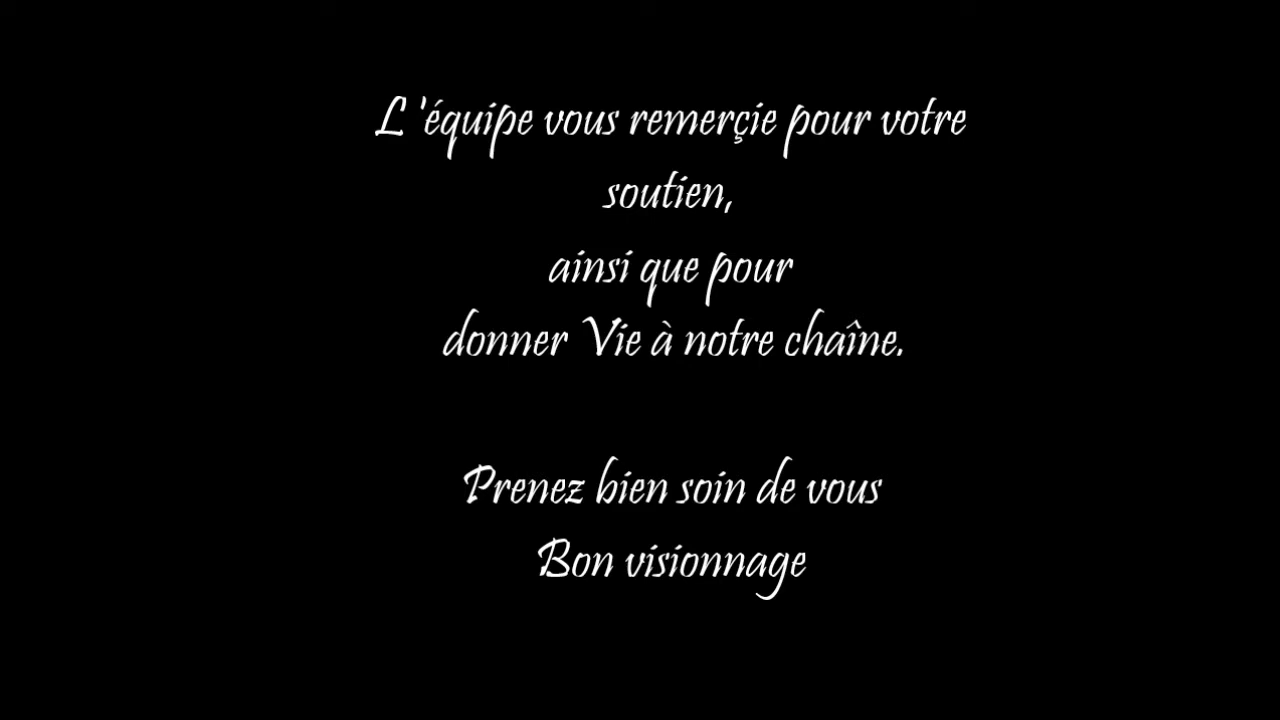 L'équipe vous remerçie pour votre
soutien,
ainsi que pour
donner Vie à notre chaîne.
Prenez bien soin de vous
Bon visionnage